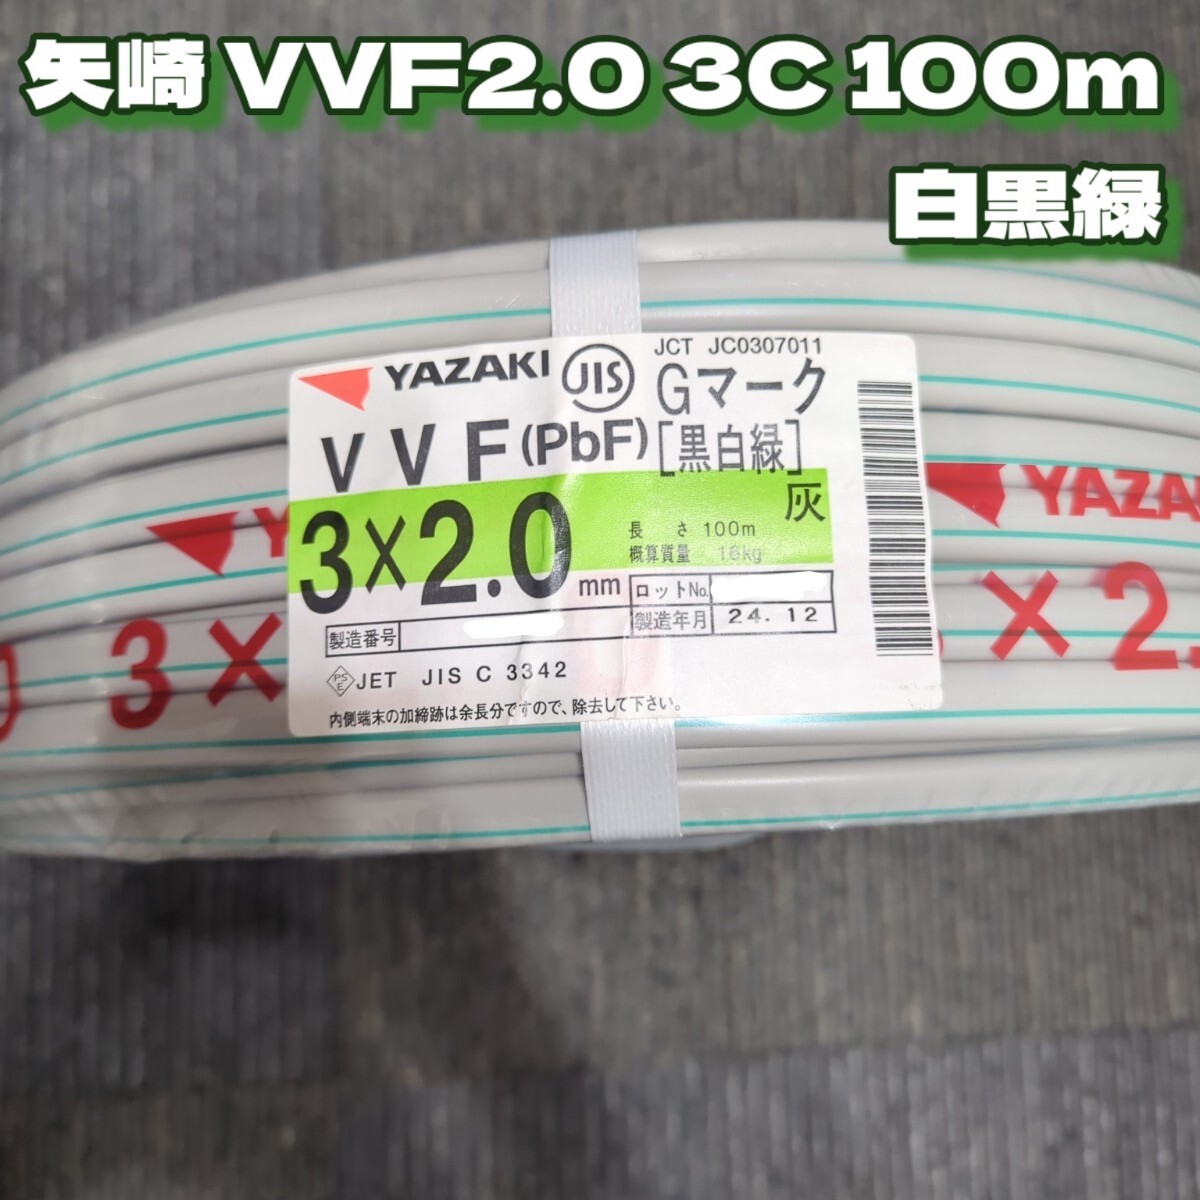 矢崎 VVF2.0 3C 100m
白黒緑
YAZAKI JIS JCT JC0307011
Gマーク
VVF(PbF) [黒白緑]
灰
3×2.0 mm
長さ 100m
概算質量 16kg
ロットNo.
製造年月 24.12
製造番号
PSE JET JIS C 3342
内側端末の加締跡は余長分ですので、除去して下さい。
YAZAKI
3×2.